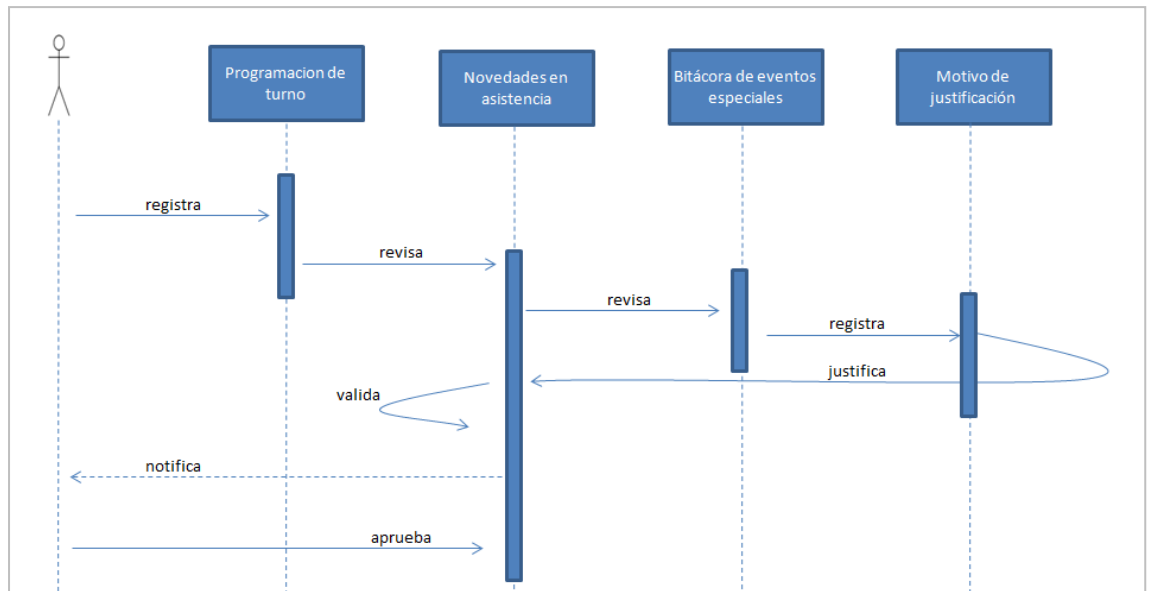 Programacion de
turno
Novedades en
asistencia
Bitácora de eventos
especiales
Motivo de
justificación
registra
revisa
revisa
registra
justifica
valida
notifica
aprueba